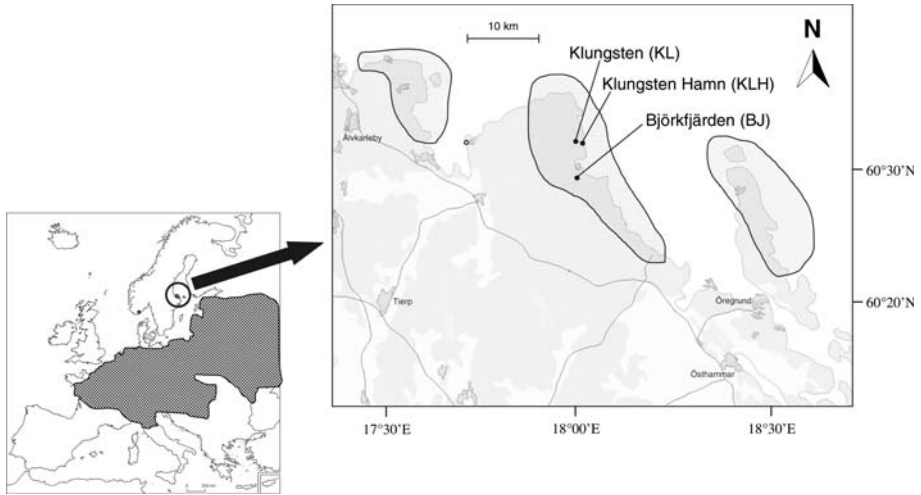 10 km
N
Klungsten (KL)
Klungsten Hamn (KLH)
Björkfjärden (BJ)
Älvkarleby
60°30'N
Tierp
Öregrund
60°20'N
Östhammar
17°30'E
18°00'E
18°30'E
0